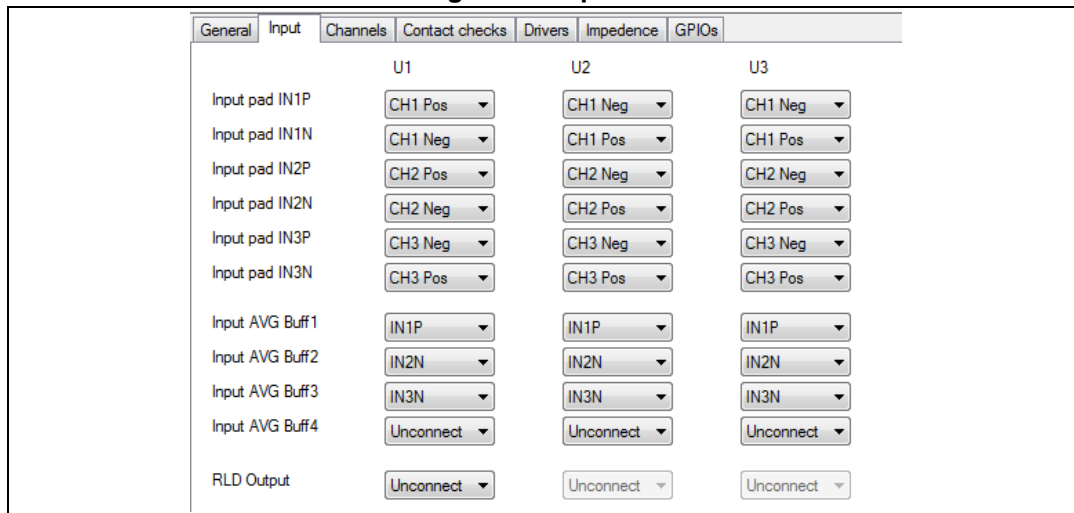 General Input Channels Contact checks Drivers Impedence GPIOs
U1 U2 U3
Input pad IN1P CH1 Pos CH1 Neg CH1 Neg
Input pad IN1N CH1 Neg CH1 Pos CH1 Pos
Input pad IN2P CH2 Pos CH2 Neg CH2 Neg
Input pad IN2N CH2 Neg CH2 Pos CH2 Pos
Input pad IN3P CH3 Neg CH3 Neg CH3 Neg
Input pad IN3N CH3 Pos CH3 Pos CH3 Pos
Input AVG Buff1 IN1P IN1P IN1P
Input AVG Buff2 IN2N IN2N IN2N
Input AVG Buff3 IN3N IN3N IN3N
Input AVG Buff4 Unconnect Unconnect Unconnect
RLD Output Unconnect Unconnect Unconnect